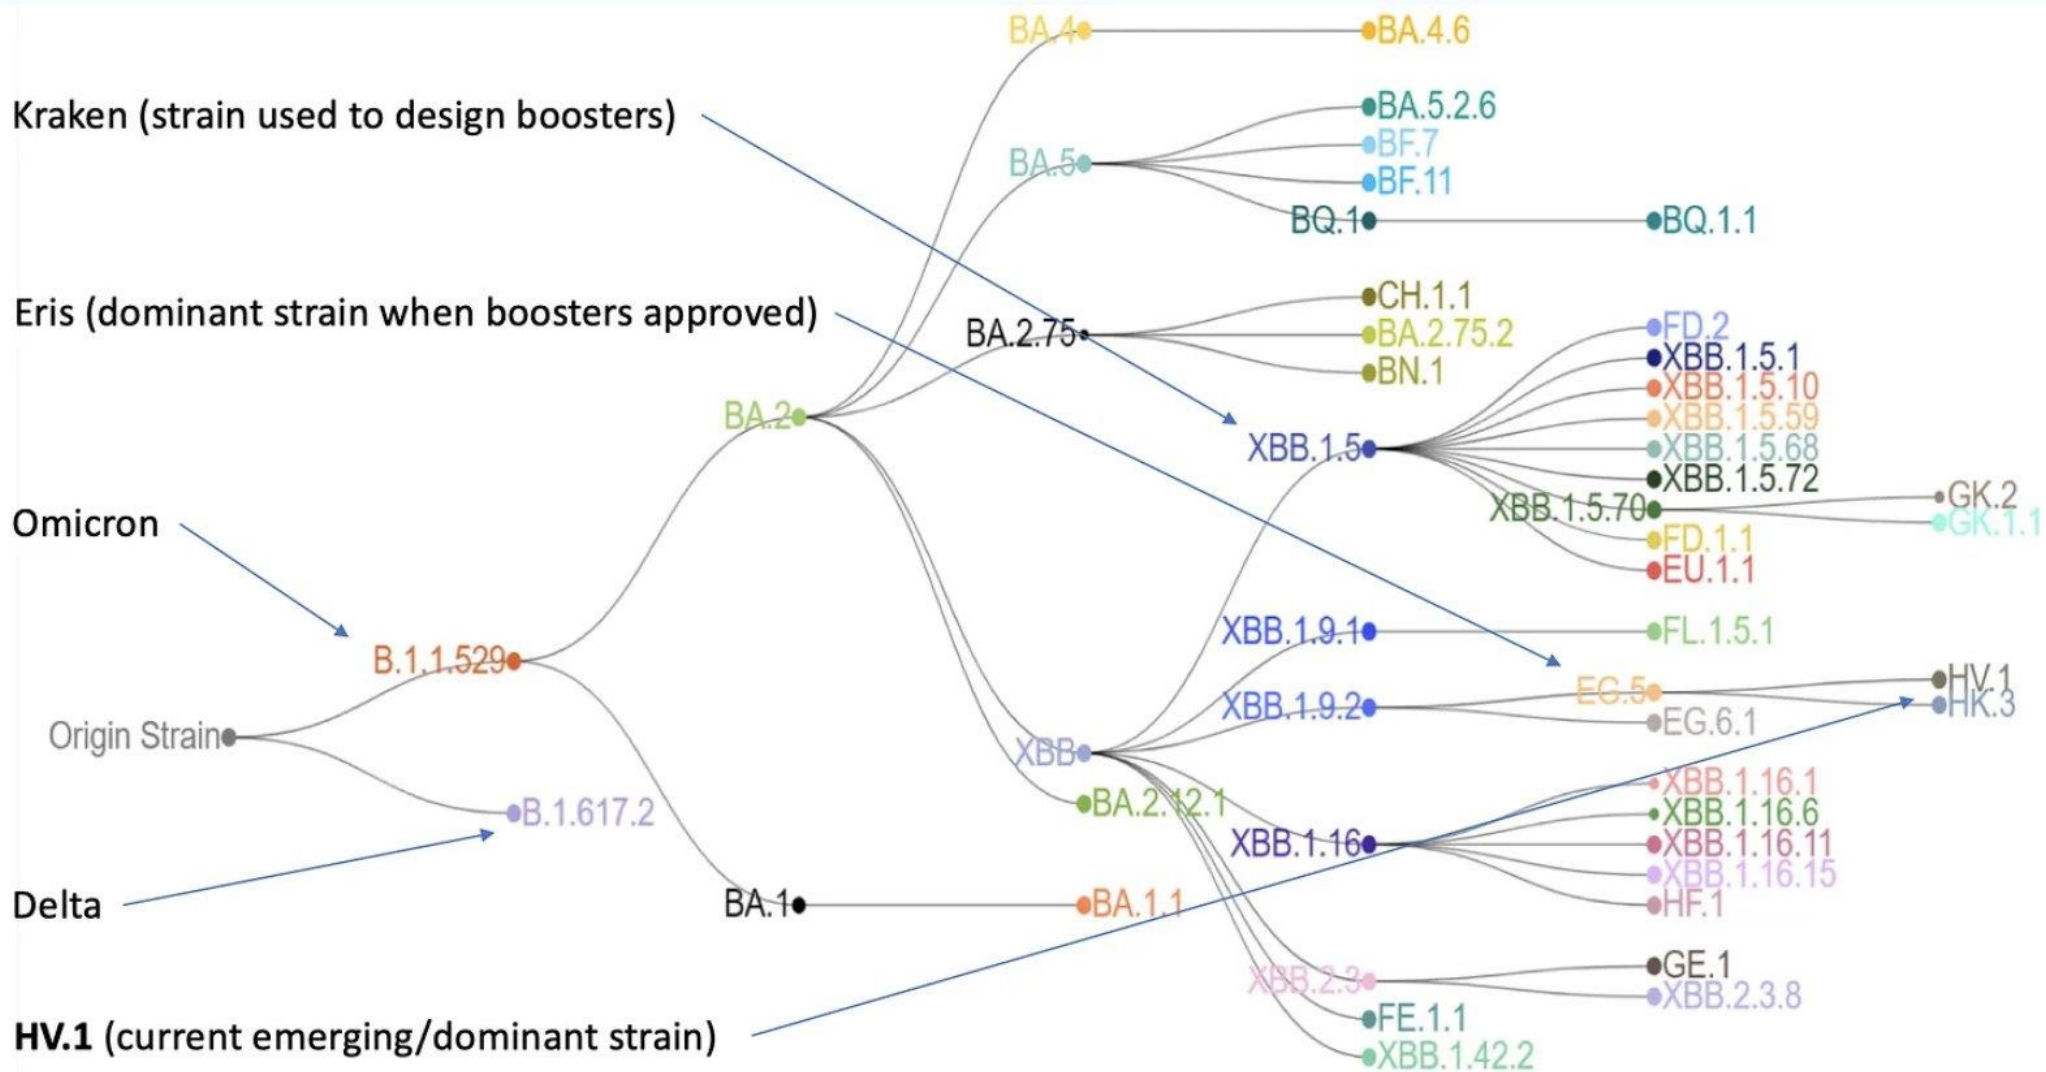 BA.4
BA.4.6
Kraken (strain used to design boosters)
BA.5.2.6
BF.7
BA.5
BF.11
BQ.1
BQ.1.1
Eris (dominant strain when boosters approved)
CH.1.1
BA.2.75
BA.2.75.2
BN.1
FD.2
XBB.1.5.1
XBB.1.5.10
BA.2
XBB.1.5.59
XBB.1.5
XBB.1.5.68
XBB.1.5.72
XBB.1.5.70
GK.2
GK.1.1
Omicron
FD.1.1
EU.1.1
XBB.1.9.1
FL.1.5.1
B.1.1.529
EG.5
HV.1
HK.3
XBB.1.9.2
EG.6.1
Origin Strain
XBB
XBB.1.16.1
BA.2.12.1
XBB.1.16.6
B.1.617.2
XBB.1.16
XBB.1.16.11
XBB.1.16.15
Delta
BA.1
BA.1.1
HF.1
GE.1
XBB.2.3
XBB.2.3.8
FE.1.1
HV.1 (current emerging/dominant strain)
XBB.1.42.2